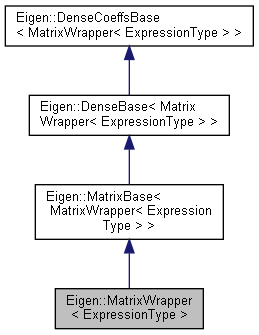 Eigen::DenseCoeffsBase
< MatrixWrapper< ExpressionType > >
Eigen::DenseBase< Matrix
Wrapper< ExpressionType > >
Eigen::MatrixBase<
MatrixWrapper< Expression
Type > >
Eigen::MatrixWrapper
< ExpressionType >